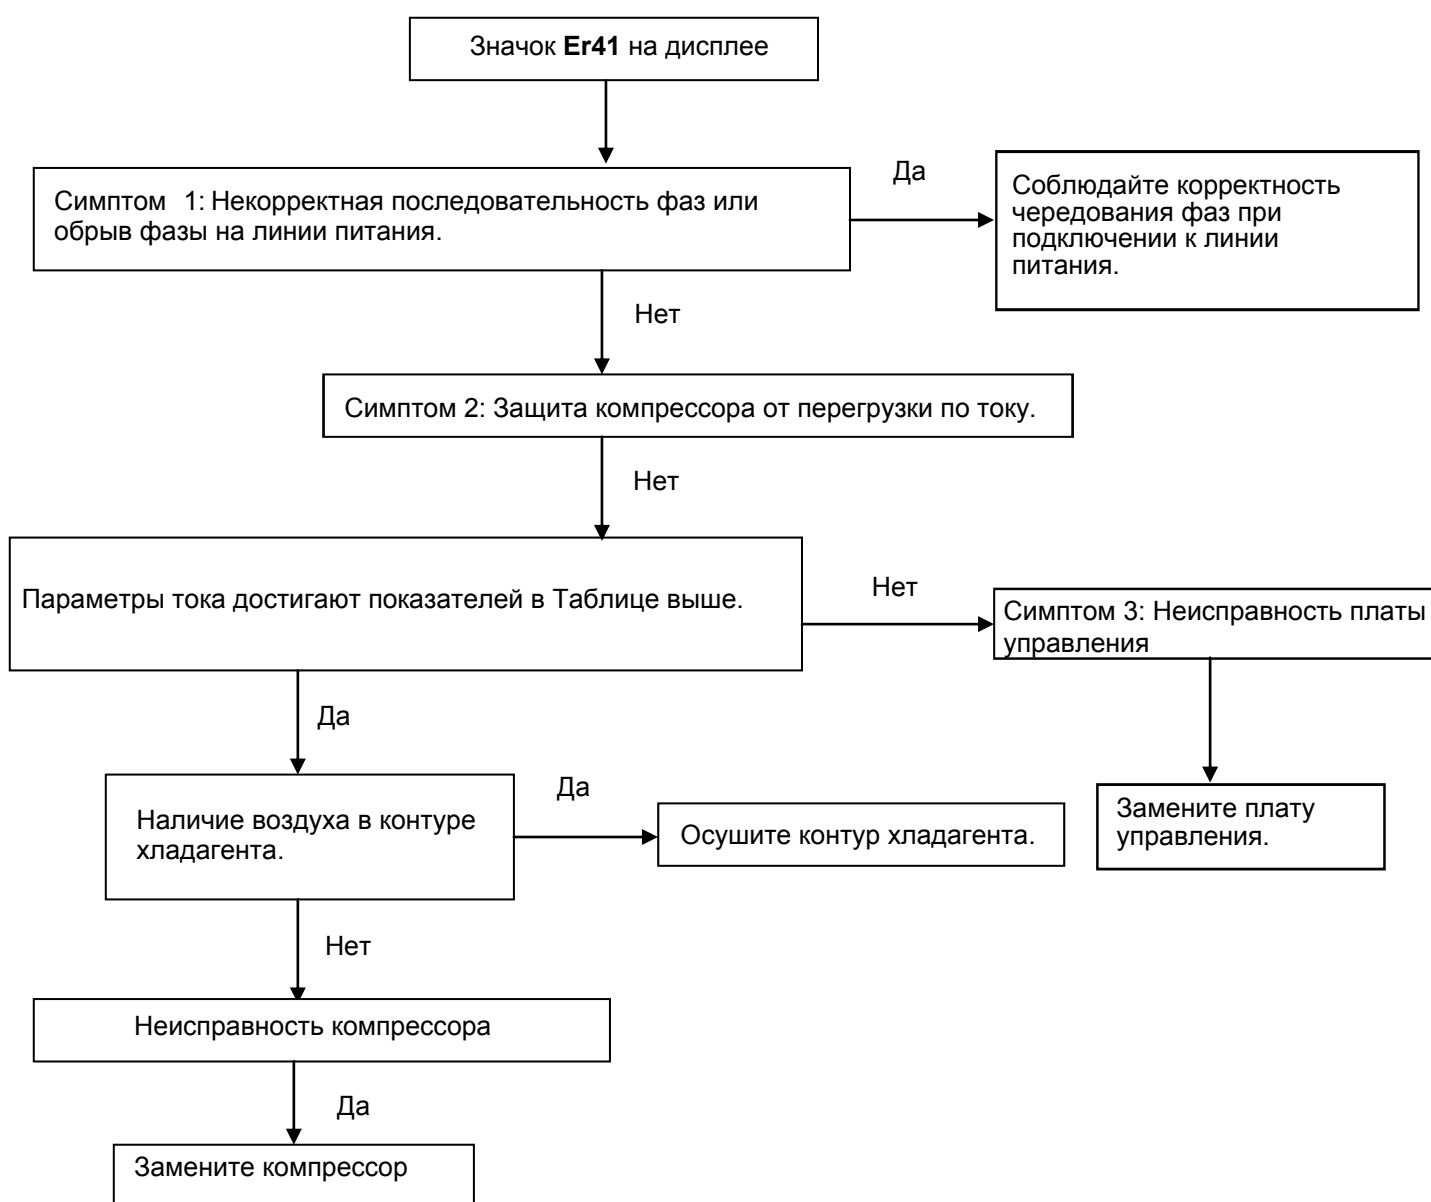 Значок Er41 на дисплее
Да
Симптом 1: Некорректная последовательность фаз или
обрыв фазы на линии питания.
Соблюдайте корректность
чередования фаз при
подключении к линии
питания.
Нет
Симптом 2: Защита компрессора от перегрузки по току.
Нет
Параметры тока достигают показателей в Таблице выше.
Нет
Симптом 3: Неисправность платы
управления
Да
Наличие воздуха в контуре
хладагента.
Да
Осушите контур хладагента.
Замените плату
управления.
Нет
Неисправность компрессора
Да
Замените компрессор